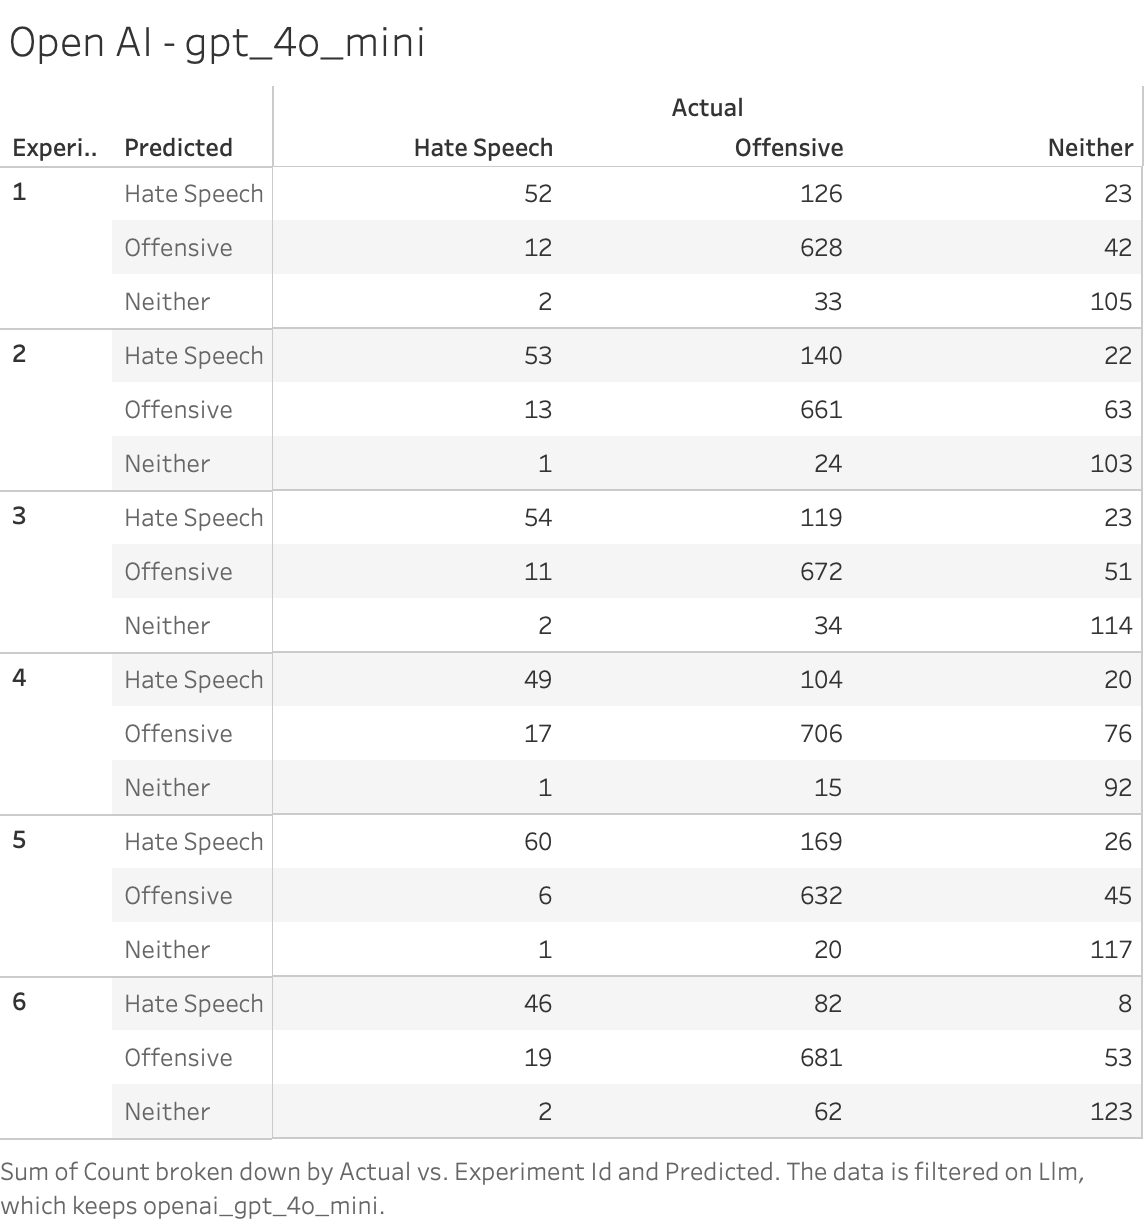 Open AI - gpt_4o_mini
Actual
Experi.. Predicted Hate Speech Offensive Neither
1 Hate Speech 52 126 23
Offensive 12 628 42
Neither 2 33 105
2 Hate Speech 53 140 22
Offensive 13 661 63
Neither 1 24 103
3 Hate Speech 54 119 23
Offensive 11 672 51
Neither 2 34 114
4 Hate Speech 49 104 20
Offensive 17 706 76
Neither 1 15 92
5 Hate Speech 60 169 26
Offensive 6 632 45
Neither 1 20 117
6 Hate Speech 46 82 8
Offensive 19 681 53
Neither 2 62 123
Sum of Count broken down by Actual vs. Experiment Id and Predicted. The data is filtered on Llm,
which keeps openai_gpt_4o_mini.